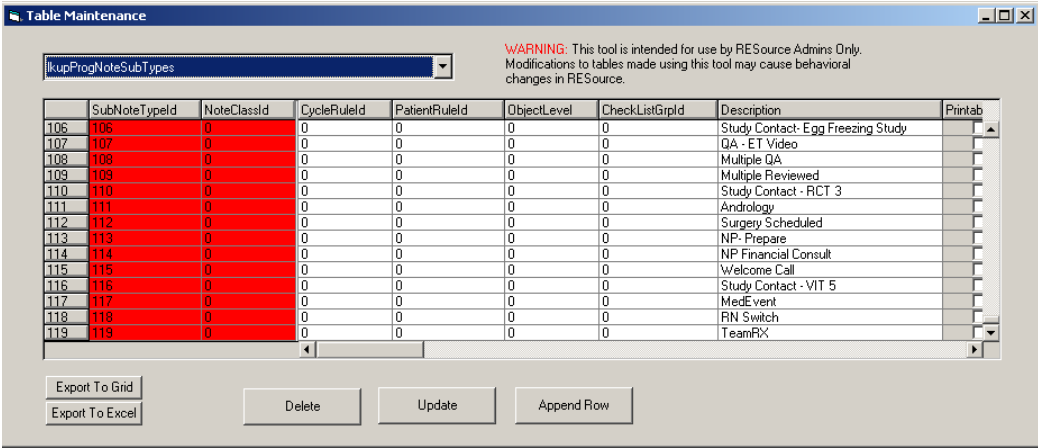 Table Maintenance
lkupProgNoteSubTypes
WARNING: This tool is intended for use by RESource Admins Only.
Modifications to tables made using this tool may cause behavioral
changes in RESource.
SubNoteTypeId NoteClassId CycleRuleId PatientRuleId ObjectLevel CheckListGrpId Description Printab
106 106 0 0 0 0 0 Study Contact- Egg Freezing Study
107 107 0 0 0 0 0 QA - ET Video
108 108 0 0 0 0 0 Multiple QA
109 109 0 0 0 0 0 Multiple Reviewed
110 110 0 0 0 0 0 Study Contact - RCT 3
111 111 0 0 0 0 0 Andrology
112 112 0 0 0 0 0 Surgery Scheduled
113 113 0 0 0 0 0 NP- Prepare
114 114 0 0 0 0 0 NP Financial Consult
115 115 0 0 0 0 0 Welcome Call
116 116 0 0 0 0 0 Study Contact - VIT 5
117 117 0 0 0 0 0 MedEvent
118 118 0 0 0 0 0 RN Switch
119 119 0 0 0 0 0 TeamRX
Export To Grid
Export To Excel
Delete Update Append Row